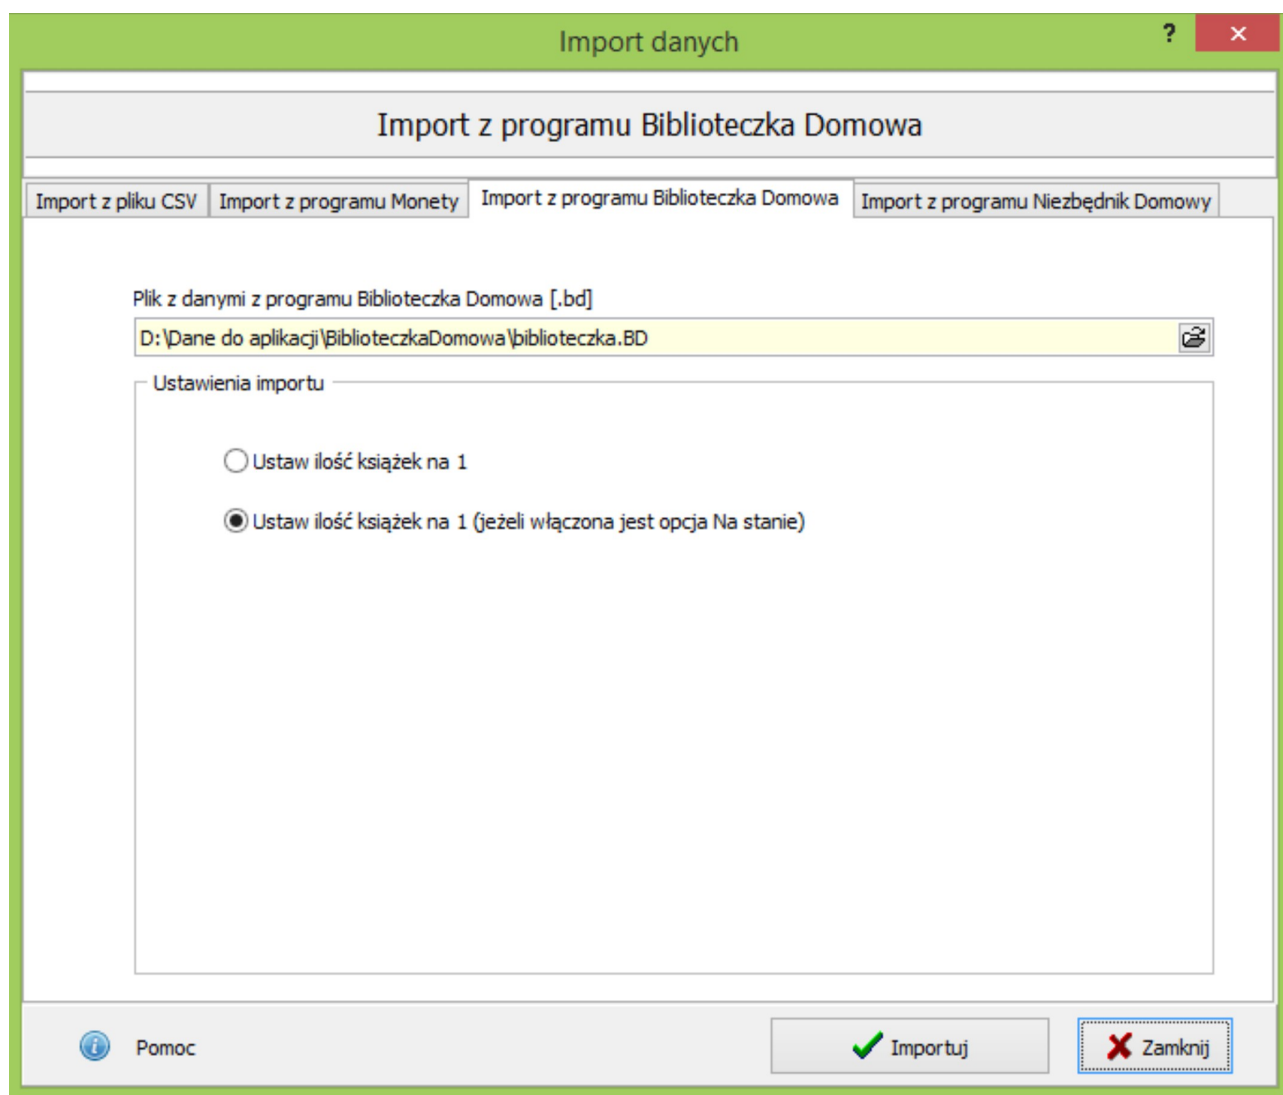 Import danych
?
Import z programu Biblioteczka Domowa
Import z pliku CSV
Import z programu Monety
Import z programu Biblioteczka Domowa
Import z programu Niezbędnik Domowy
Plik z danymi z programu Biblioteczka Domowa [.bd]
D:\Dane do aplikacji\BiblioteczkaDomowa\biblioteczka.BD
Ustawienia importu
Ustaw ilość książek na 1
Ustaw ilość książek na 1 (jeżeli włączona jest opcja Na stanie)
Pomoc
Importuj
Zamknij